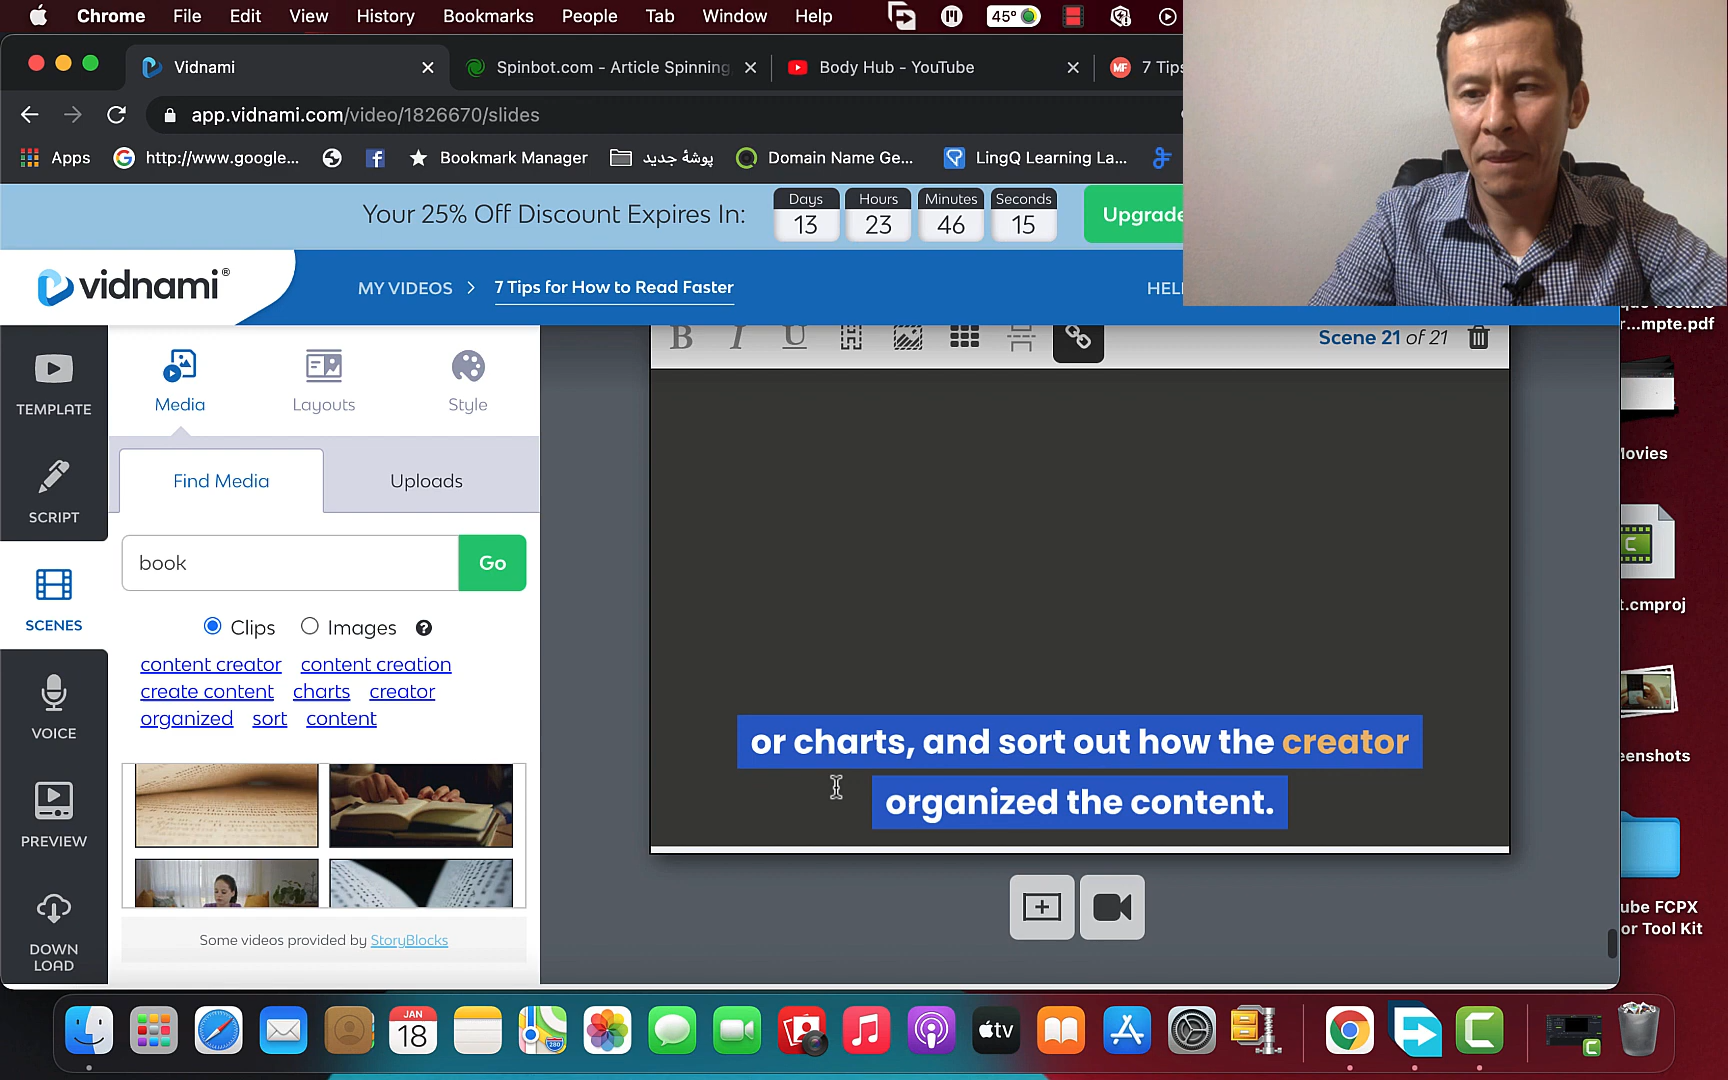 Chrome File Edit View History Bookmarks People Tab Window Help 45°
Vidnami Spinbot.com - Article Spinning, Body Hub - YouTube MF 7 Tips
app.vidnami.com/video/1826670/slides
Apps http://www.google... Bookmark Manager پوشهٔ جدید Domain Name Ge... LingQ Learning La...
Your 25% Off Discount Expires In: Days 13 Hours 23 Minutes 46 Seconds 15 Upgrade
vidnami® MY VIDEOS > 7 Tips for How to Read Faster HEL
...mpte.pdf
B I U Scene 21 of 21
TEMPLATE
Media Layouts Style
Find Media Uploads
SCRIPT
book Go
SCENES
Clips Images ?
content creator content creation
create content charts creator
organized sort content
VOICE
or charts, and sort out how the creator
organized the content.
PREVIEW
DOWN
LOAD
Some videos provided by StoryBlocks
t.cmproj
eenshots
ube FCPX
or Tool Kit
JAN
18
280
tv